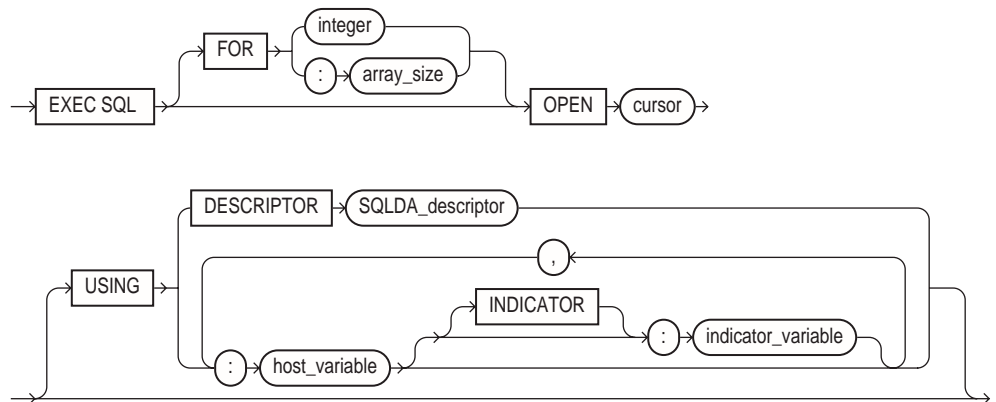 integer
FOR
: array_size
EXEC SQL OPEN cursor
DESCRIPTOR SQLDA_descriptor
,
USING INDICATOR
: indicator_variable
: host_variable